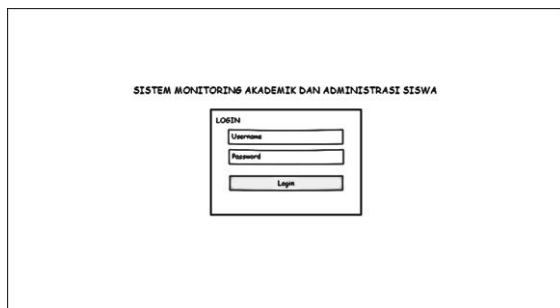 SISTEM MONITORING AKADEMIK DAN ADMINISTRASI SISWA
LOGIN
Username
Password
Login